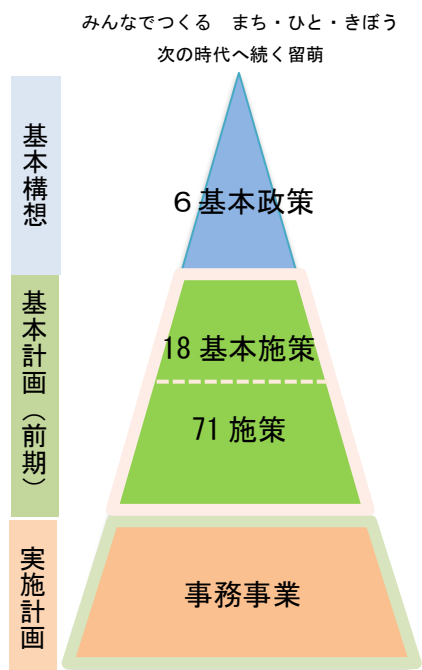 みんなでつくる　まち・ひと・きぼう
次の時代へ続く留萌
基本構想
６基本政策
基本計画（前期）
18 基本施策
71 施策
実施計画
事務事業